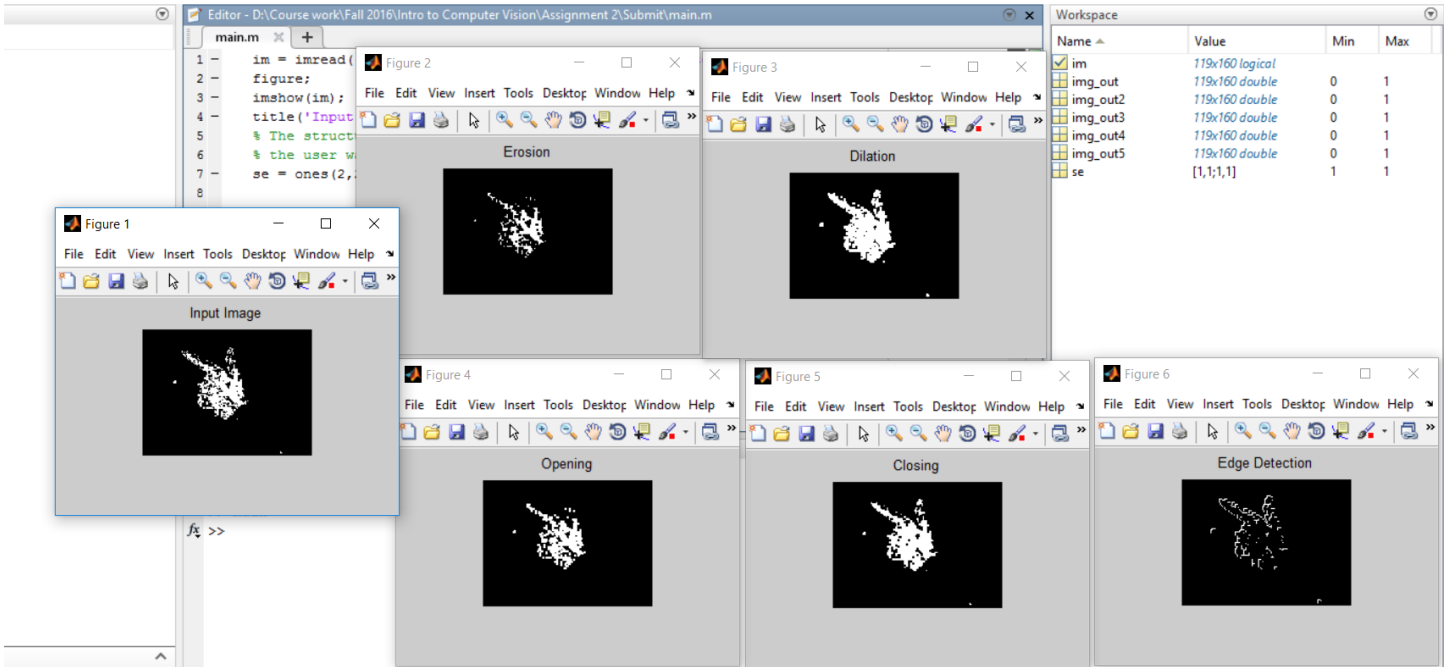 Editor - D:\Course work\Fall 2016\Intro to Computer Vision\Assignment 2\Submit\main.m
main.m
1 – im = imread(
2 – figure;
3 – imshow(im);
4 – title('Input
5 % The struct
6 % the user wa
7 – se = ones(2,
8
fx >>
Workspace
Name Value Min Max
im 119x160 logical
img_out 119x160 double 0 1
img_out2 119x160 double 0 1
img_out3 119x160 double 0 1
img_out4 119x160 double 0 1
img_out5 119x160 double 0 1
se [1,1;1,1] 1 1
Figure 2
File Edit View Insert Tools Desktop Window Help
Erosion
Figure 3
File Edit View Insert Tools Desktop Window Help
Dilation
Figure 1
File Edit View Insert Tools Desktop Window Help
Input Image
Figure 4
File Edit View Insert Tools Desktop Window Help
Opening
Figure 5
File Edit View Insert Tools Desktop Window Help
Closing
Figure 6
File Edit View Insert Tools Desktop Window Help
Edge Detection